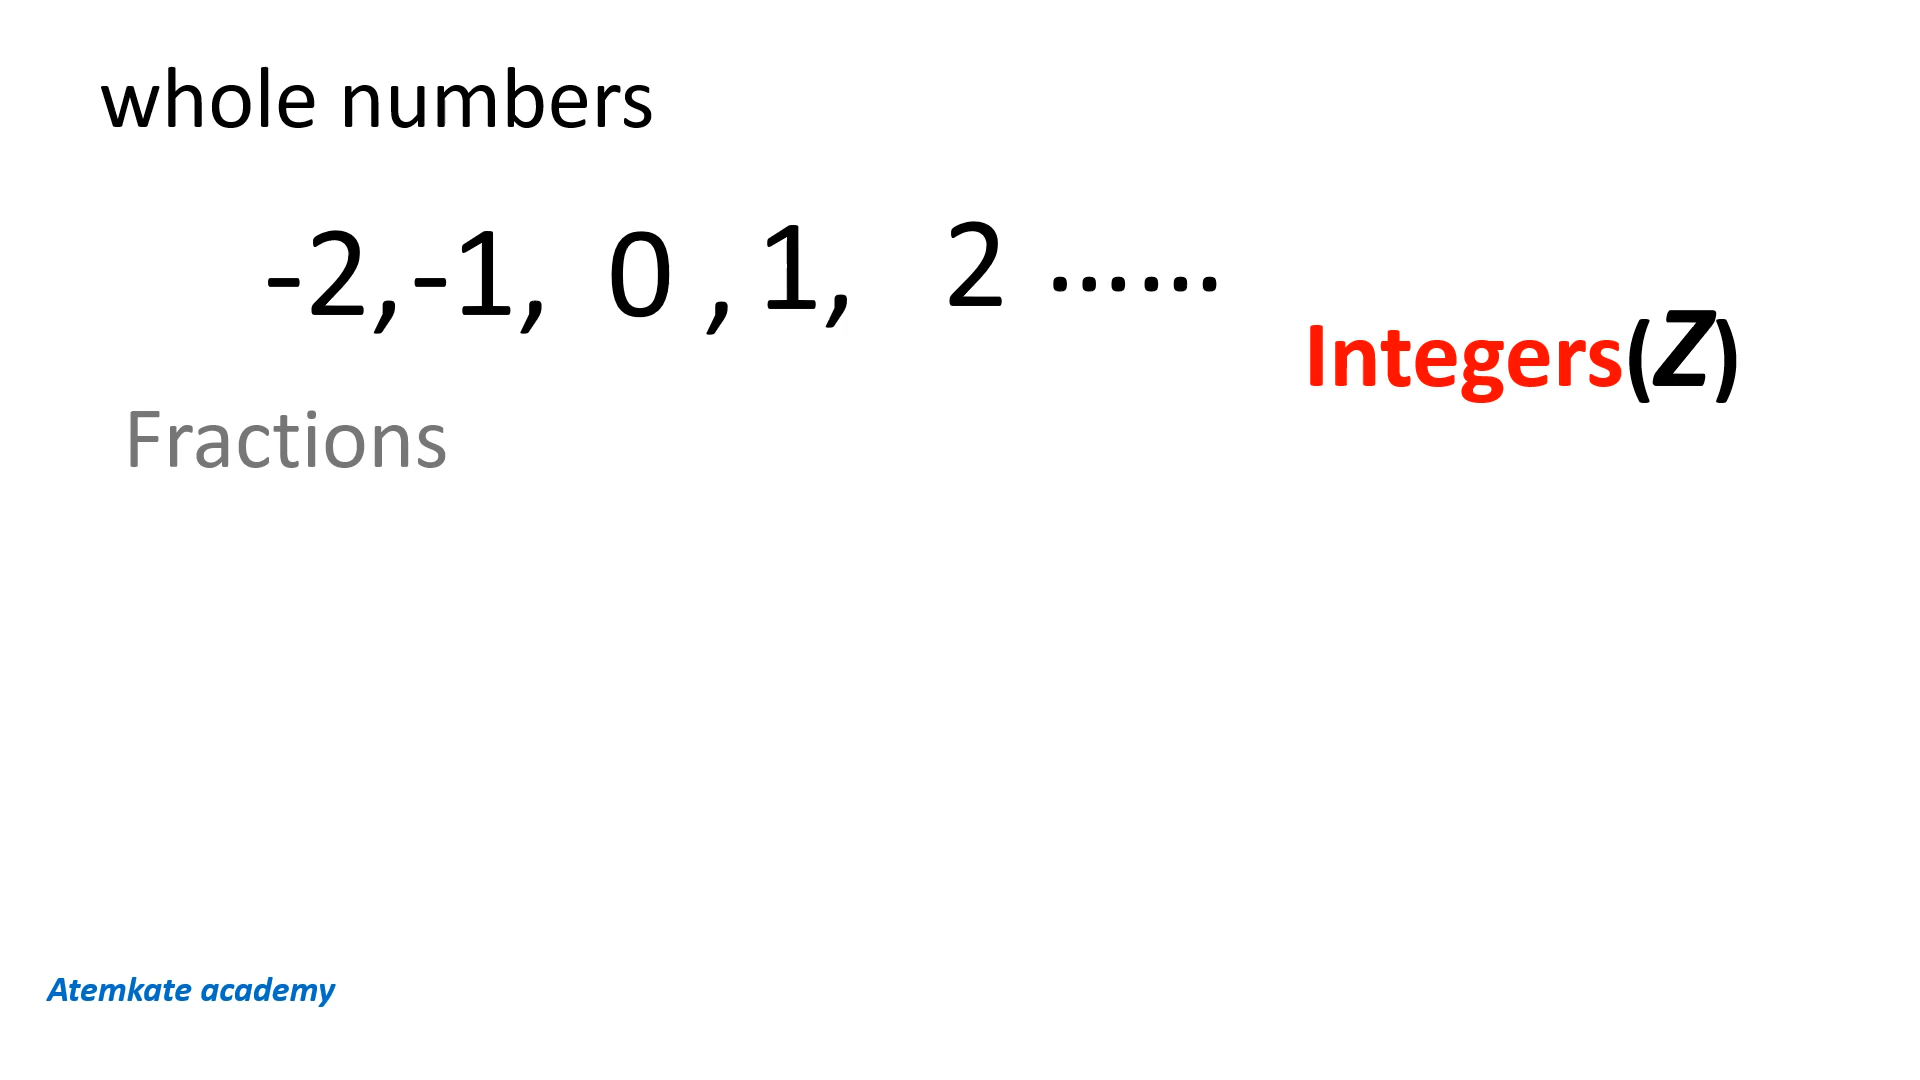 whole numbers
-2,-1, 0 , 1, 2 ......
Integers(Z)
Fractions
Atemkate academy